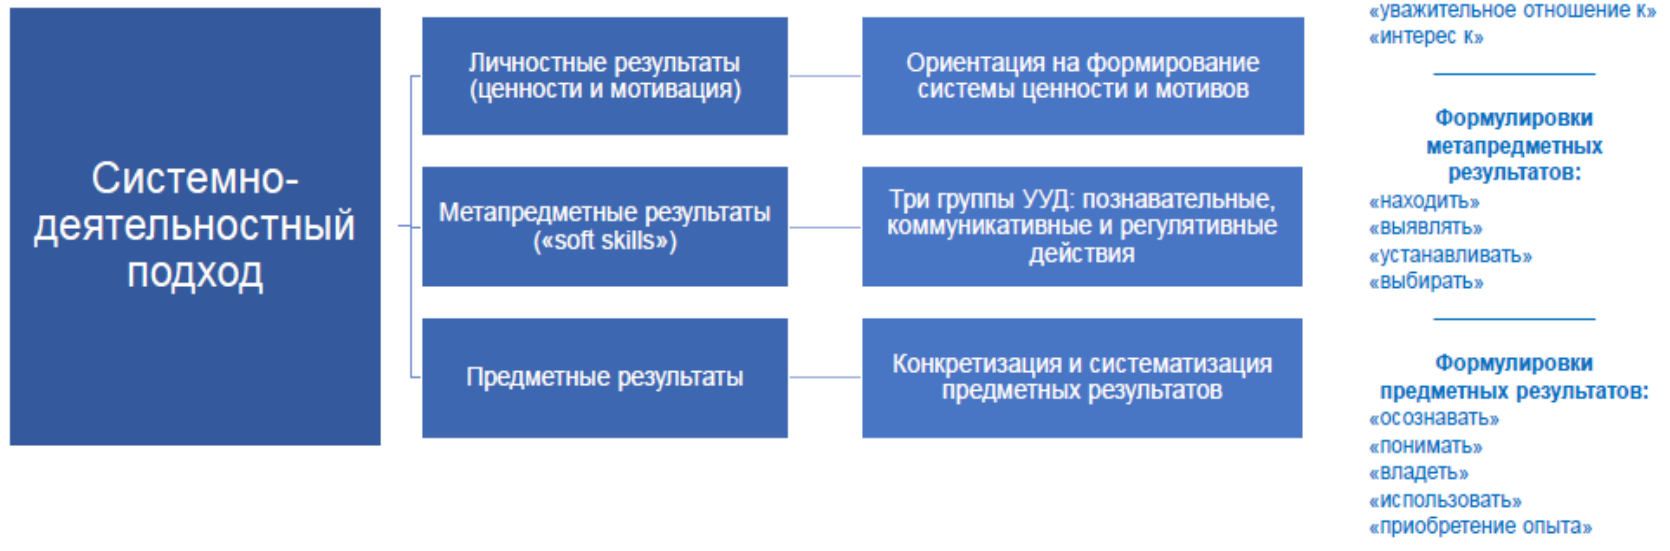 Системно-
деятельностный
подход
Личностные результаты
(ценности и мотивация)
Ориентация на формирование
системы ценности и мотивов
Метапредметные результаты
(«soft skills»)
Три группы УУД: познавательные,
коммуникативные и регулятивные
действия
Предметные результаты
Конкретизация и систематизация
предметных результатов
«уважительное отношение к»
«интерес к»
Формулировки
метапредметных
результатов:
«находить»
«выявлять»
«устанавливать»
«выбирать»
Формулировки
предметных результатов:
«осознавать»
«понимать»
«владеть»
«использовать»
«приобретение опыта»